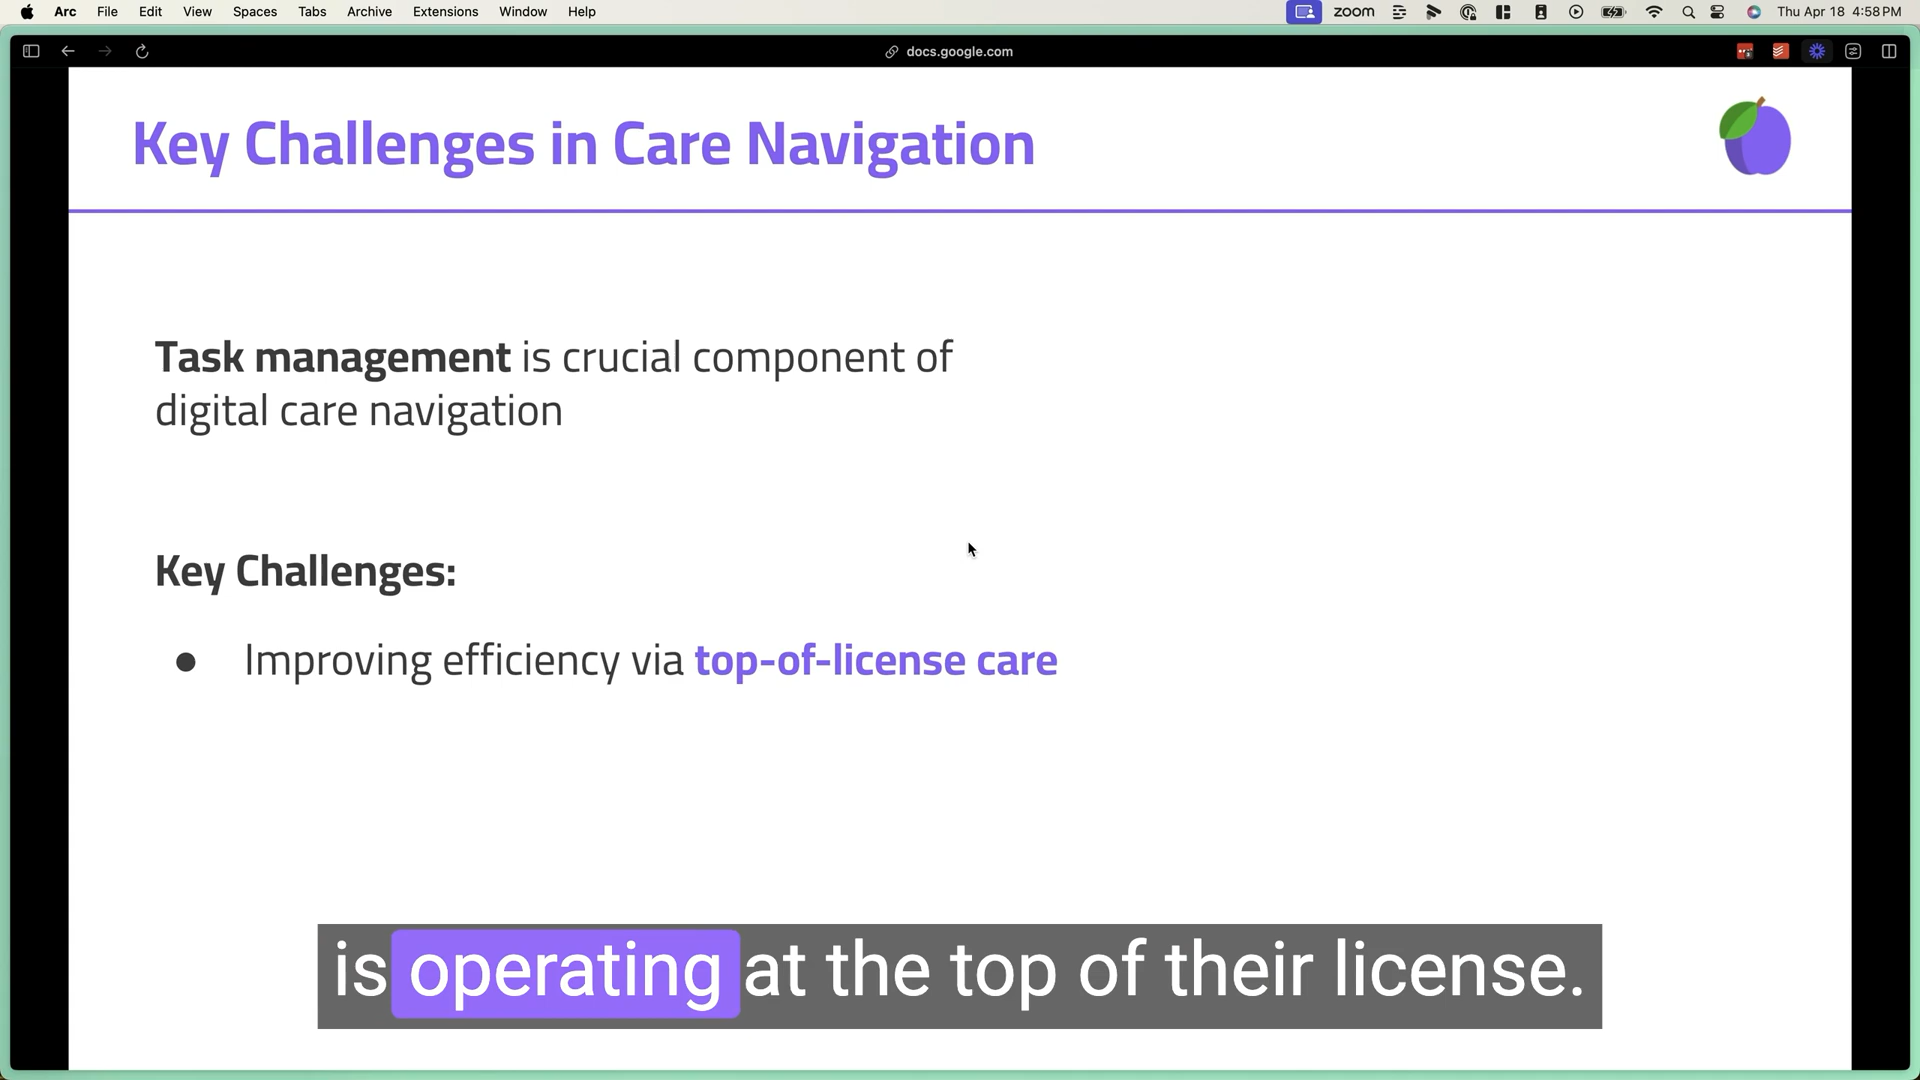 Arc File Edit View Spaces Tabs Archive Extensions Window Help zoom Thu Apr 18 4:58 PM
docs.google.com
Key Challenges in Care Navigation
Task management is crucial component of
digital care navigation
Key Challenges:
● Improving efficiency via top-of-license care
is operating at the top of their license.